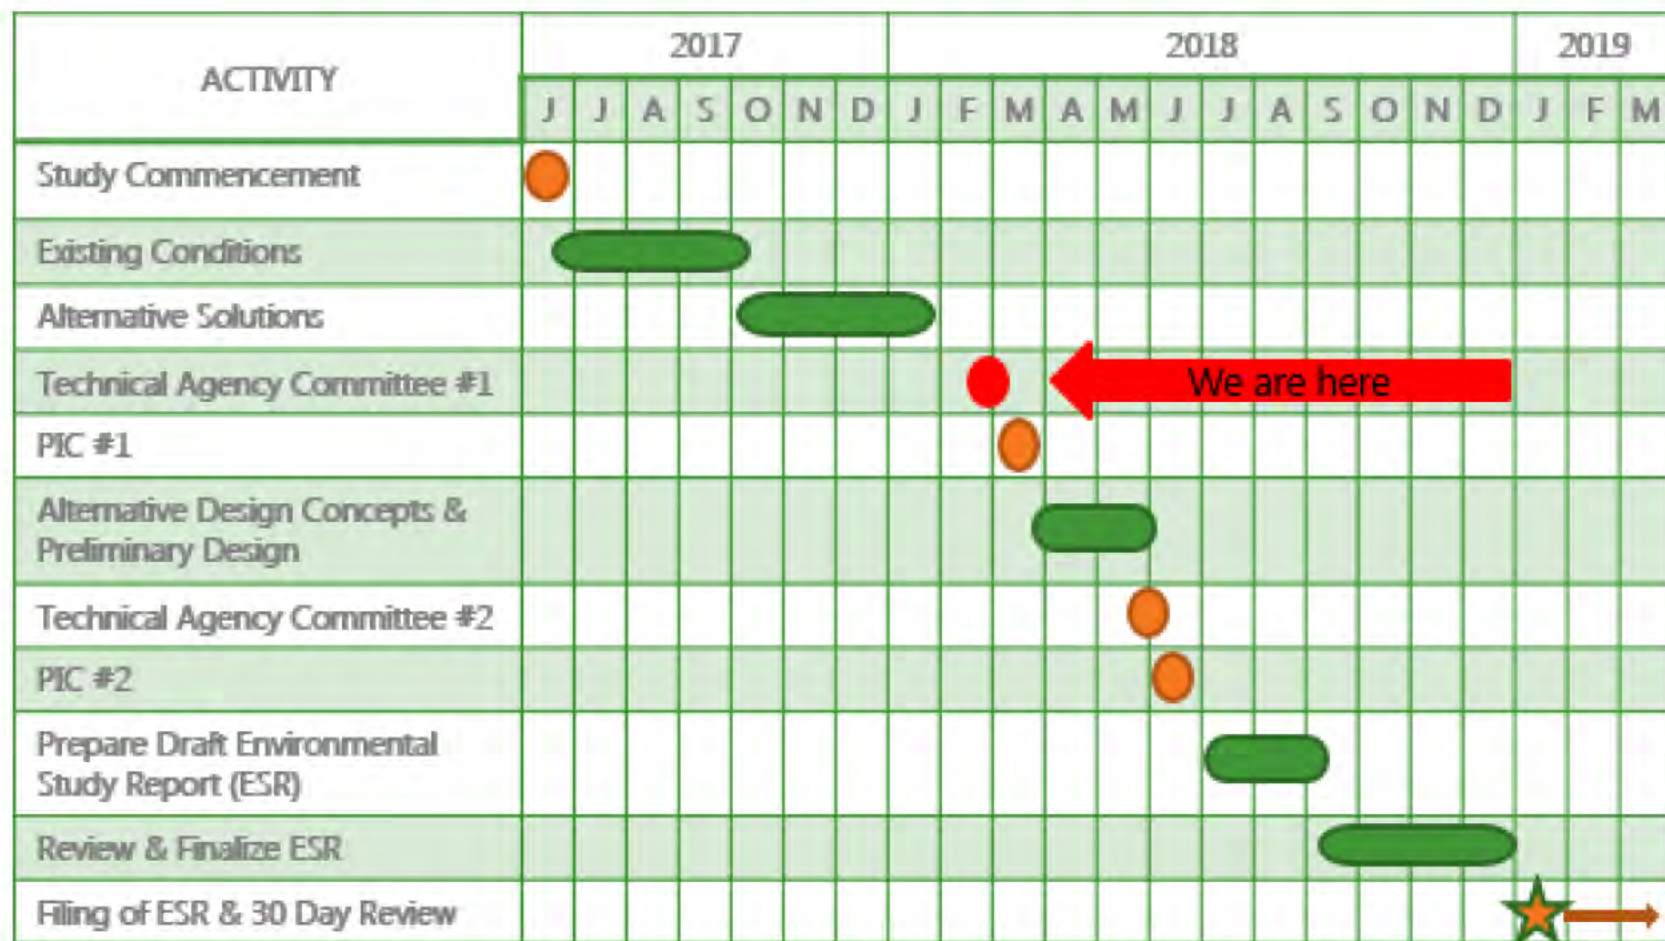 ACTIVITY
2017 2018 2019
J J A S O N D J F M A M J J A S O N D J F M
Study Commencement
Existing Conditions
Alternative Solutions
Technical Agency Committee #1
We are here
PIC #1
Alternative Design Concepts &
Preliminary Design
Technical Agency Committee #2
PIC #2
Prepare Draft Environmental
Study Report (ESR)
Review & Finalize ESR
Filing of ESR & 30 Day Review